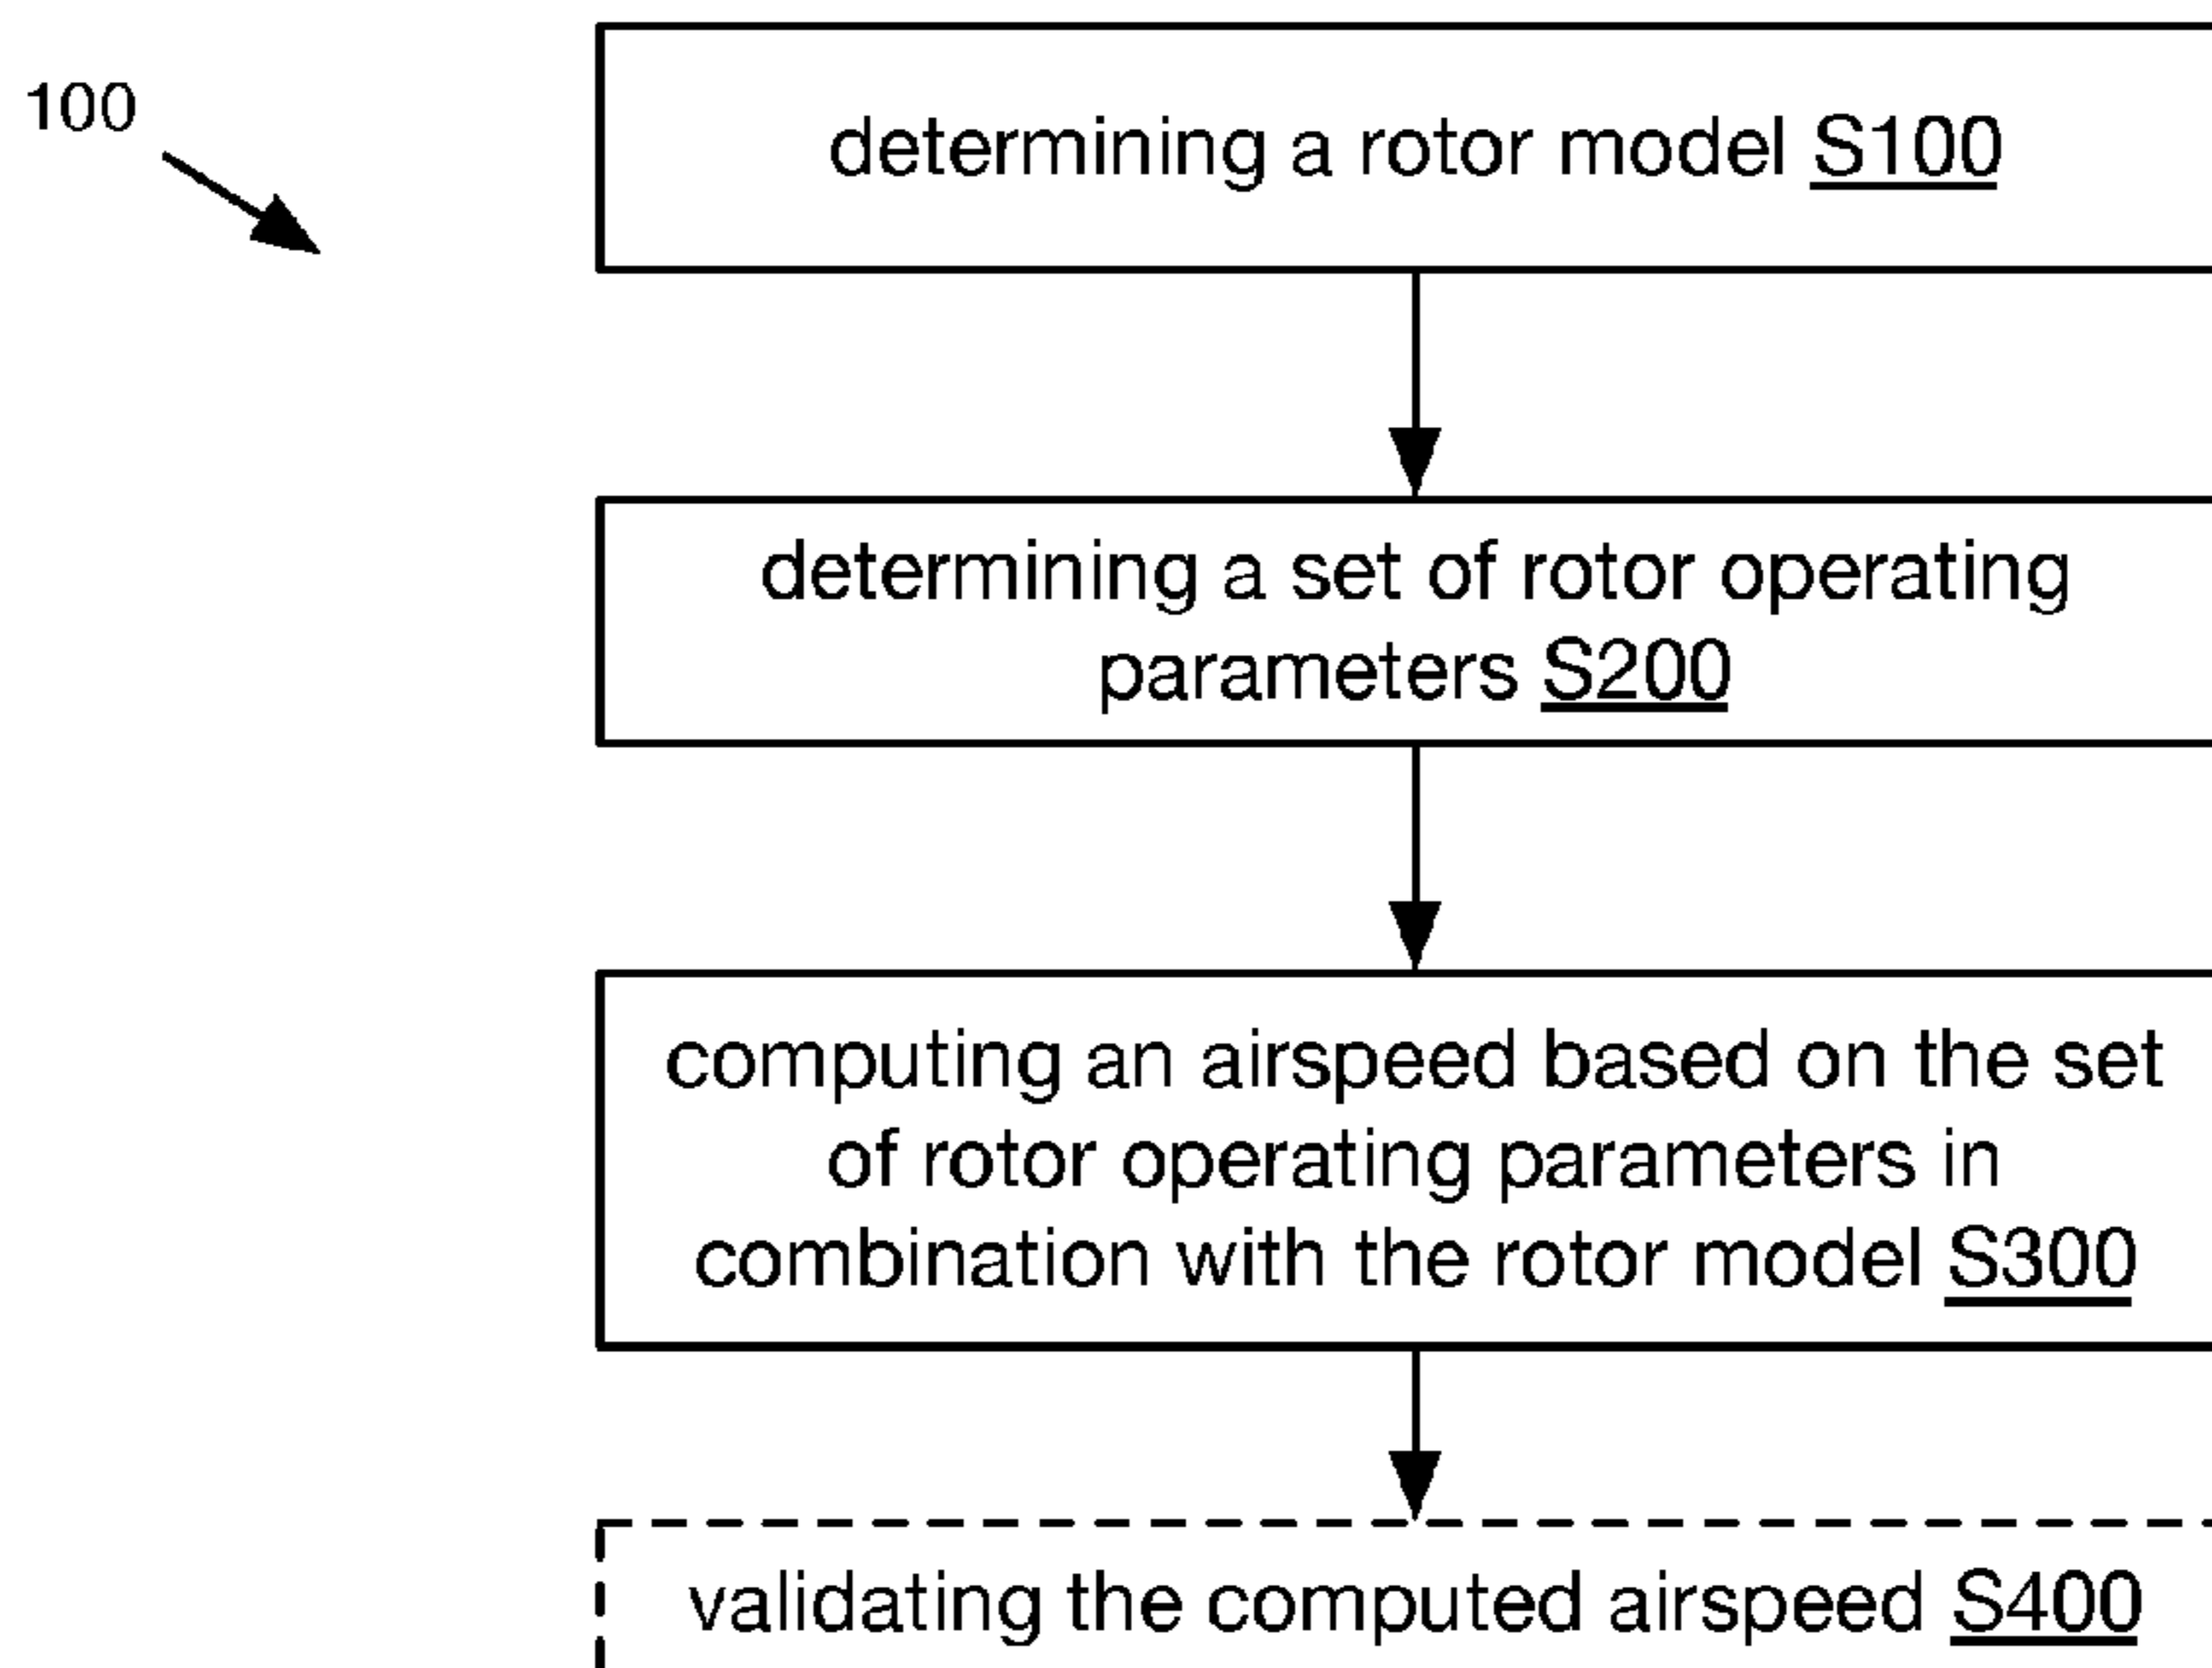 100
determining a rotor model S100
determining a set of rotor operating
parameters S200
computing an airspeed based on the set
of rotor operating parameters in
combination with the rotor model S300
validating the computed airspeed S400